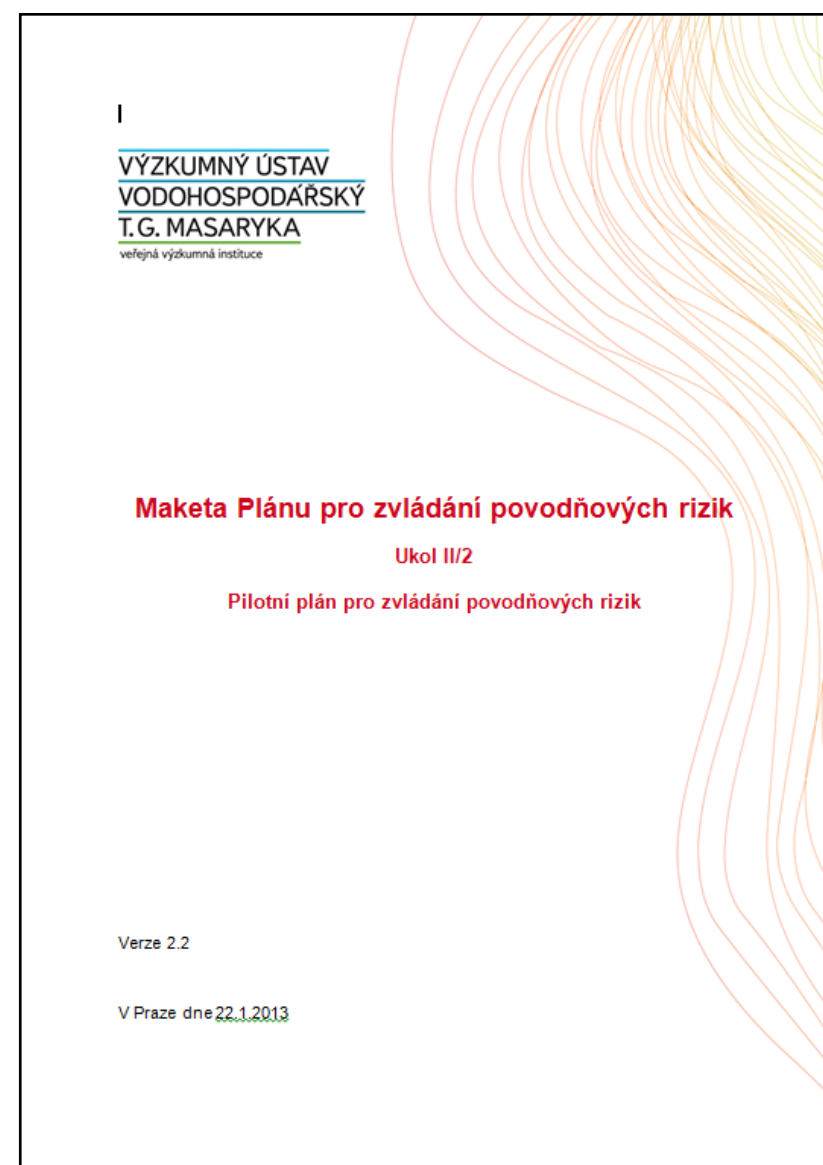 VÝZKUMNÝ ÚSTAV
VODOHOSPODÁŘSKÝ
T. G. MASARYKA
veřejná výzkumná instituce
Maketa Plánu pro zvládání povodňových rizik
Ukol II/2
Pilotní plán pro zvládání povodňových rizik
Verze 2.2
V Praze dne 22.1.2013